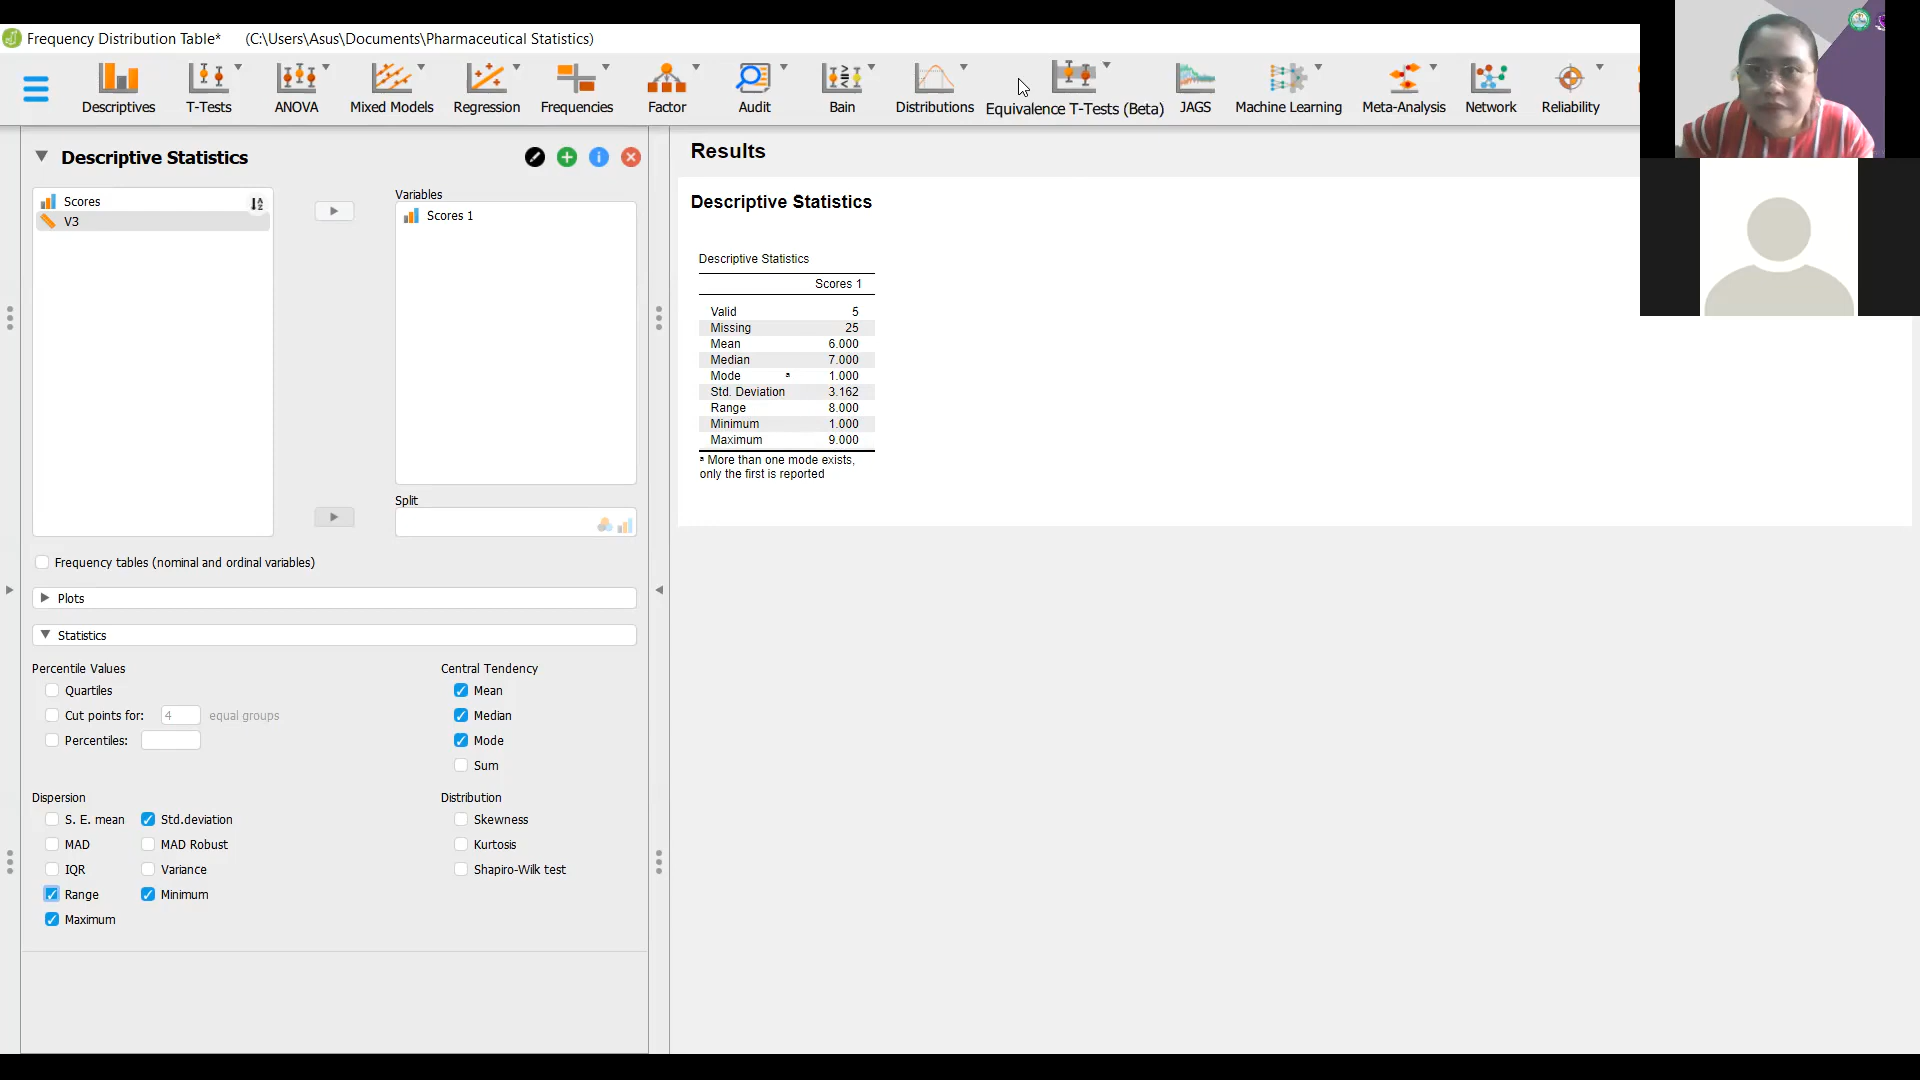 Frequency Distribution Table* (C:\Users\Asus\Documents\Pharmaceutical Statistics)
Descriptives T-Tests ANOVA Mixed Models Regression Frequencies Factor Audit Bain Distributions Equivalence T-Tests (Beta) JAGS Machine Learning Meta-Analysis Network Reliability
Descriptive Statistics
Scores
V3
Variables
Scores 1
Split
Frequency tables (nominal and ordinal variables)
Plots
Statistics
Percentile Values
Quartiles
Cut points for: 4 equal groups
Percentiles:
Central Tendency
Mean
Median
Mode
Sum
Dispersion
S. E. mean Std.deviation
MAD MAD Robust
IQR Variance
Range Minimum
Maximum
Distribution
Skewness
Kurtosis
Shapiro-Wilk test
Results
Descriptive Statistics
Descriptive Statistics
Scores 1
Valid 5
Missing 25
Mean 6.000
Median 7.000
Mode ª 1.000
Std. Deviation 3.162
Range 8.000
Minimum 1.000
Maximum 9.000
ª More than one mode exists,
only the first is reported